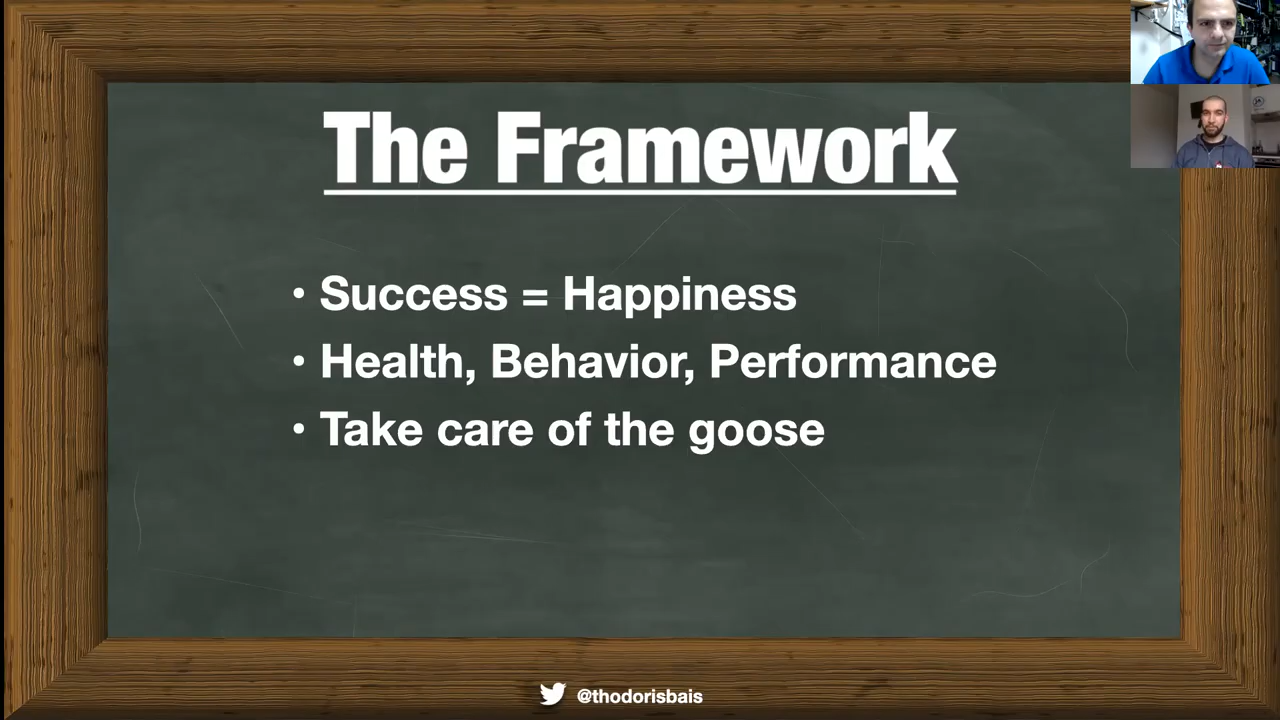 The Framework
• Success = Happiness
• Health, Behavior, Performance
• Take care of the goose
@thodorisbais